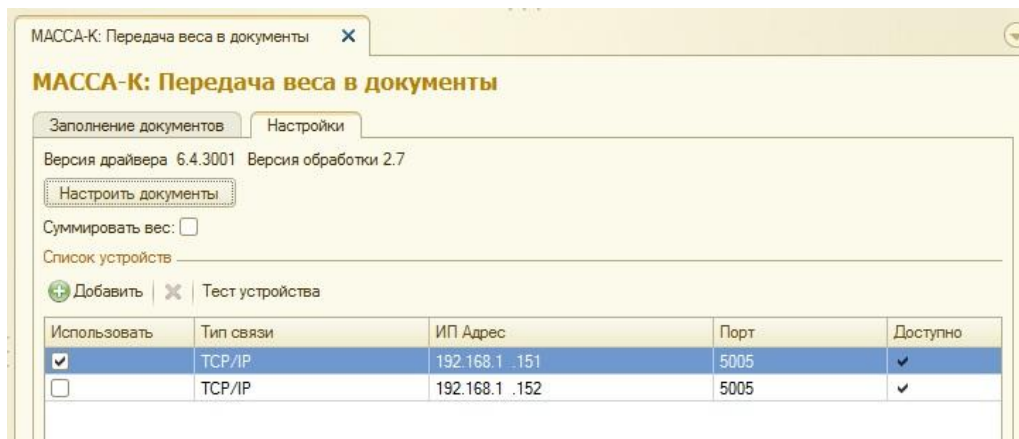 МАССА-К: Передача веса в документы
МАССА-К: Передача веса в документы
Заполнение документов Настройки
Версия драйвера 6.4.3001 Версия обработки 2.7
Настроить документы
Суммировать вес:
Список устройств
Добавить Тест устройства
Использовать Тип связи ИП Адрес Порт Доступно
TCP/IP 192.168.1 .151 5005
TCP/IP 192.168.1 .152 5005